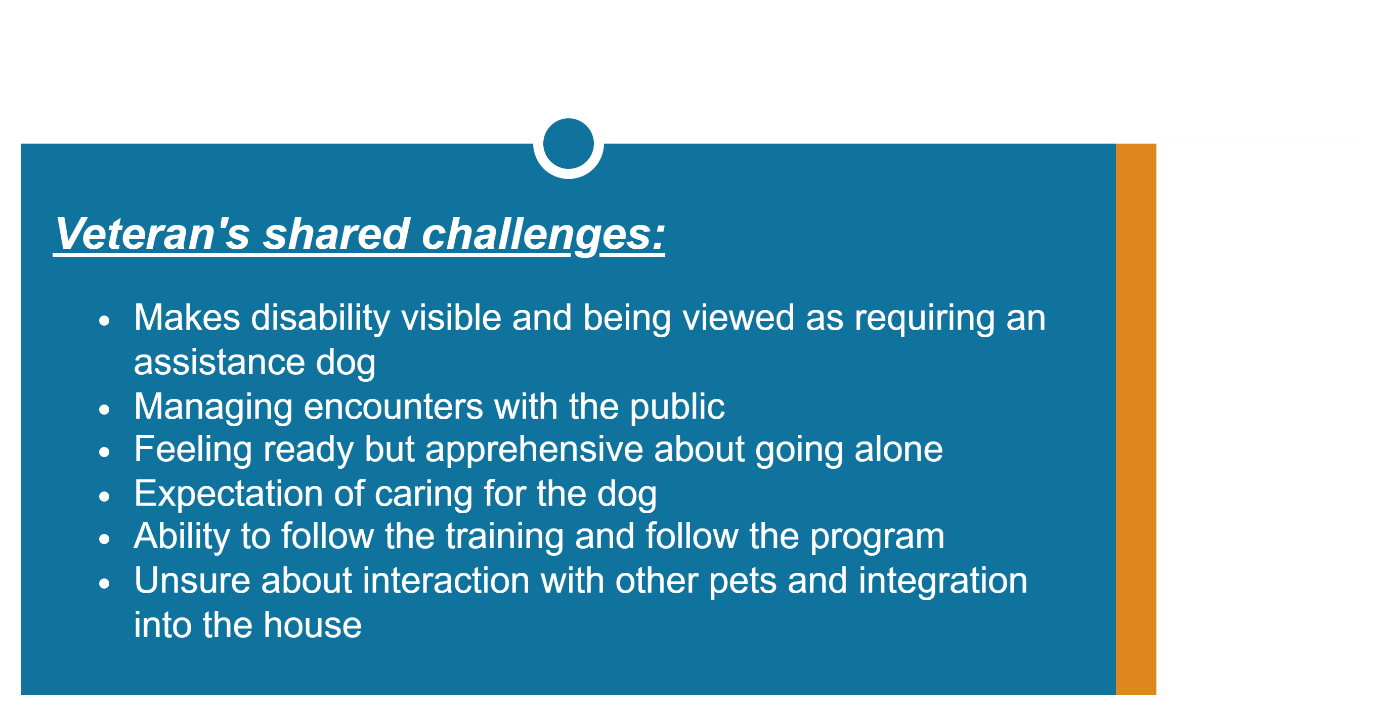 Veteran's shared challenges:
• Makes disability visible and being viewed as requiring an
assistance dog
• Managing encounters with the public
• Feeling ready but apprehensive about going alone
• Expectation of caring for the dog
• Ability to follow the training and follow the program
• Unsure about interaction with other pets and integration
into the house